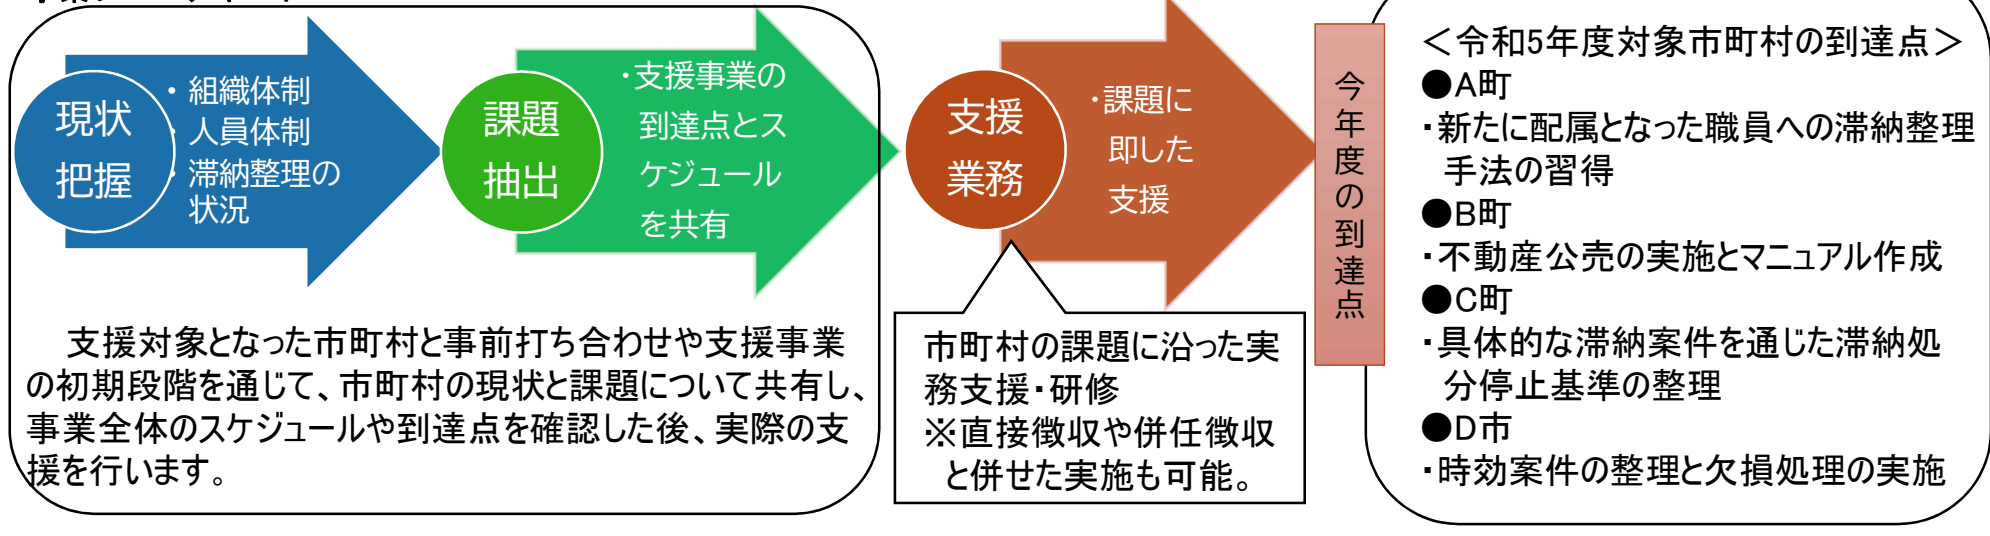 現状
把握
・組織体制
・人員体制
・滞納整理の
状況
課題
抽出
・支援事業の
到達点とス
ケジュール
を共有
支援
業務
・課題に
即した
支援
今年度の到達点
支援対象となった市町村と事前打ち合わせや支援事業
の初期段階を通じて、市町村の現状と課題について共有し、
事業全体のスケジュールや到達点を確認した後、実際の支
援を行います。
市町村の課題に沿った実
務支援・研修
※直接徴収や併任徴収
と併せた実施も可能。
＜令和5年度対象市町村の到達点＞
●A町
・新たに配属となった職員への滞納整理
手法の習得
●B町
・不動産公売の実施とマニュアル作成
●C町
・具体的な滞納案件を通じた滞納処
分停止基準の整理
●D市
・時効案件の整理と欠損処理の実施